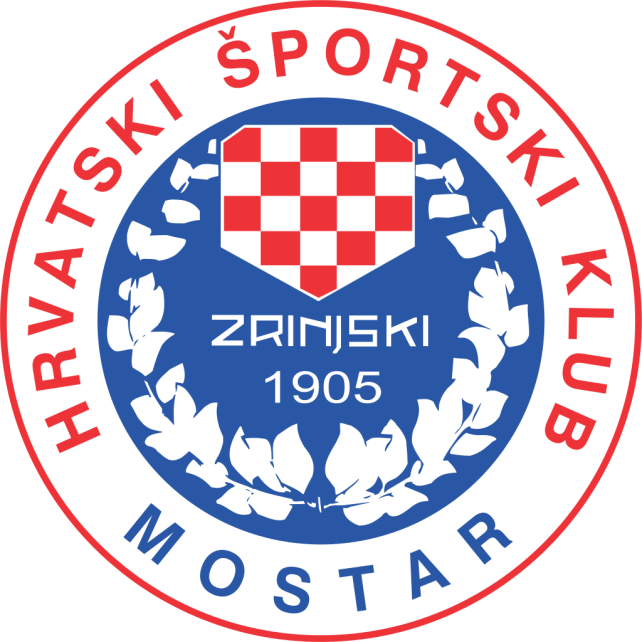 HRVATSKI ŠPORTSKI KLUB
ZRINJSKI
1905
MOSTAR